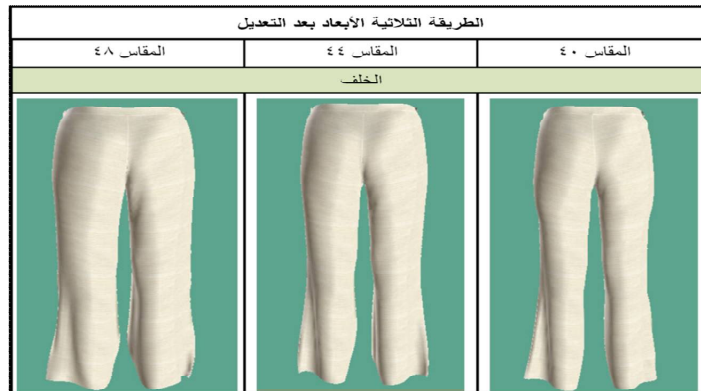 الطريقة الثلاثية الأبعاد بعد التعديل
المقاس ٤٠ المقاس ٤٤ المقاس ٤٨
الخلف